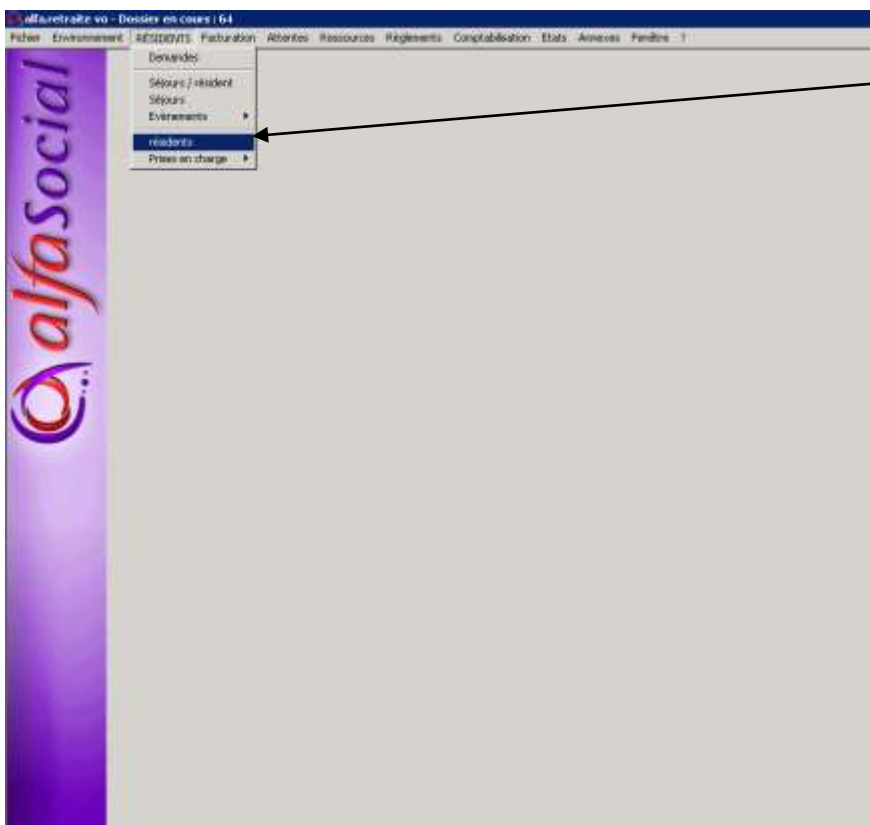 alfa.retraite vo - Dossier en cours : 64
Fichier Environnement RÉSIDENTS Facturation Attentes Ressources Règlements Comptabilisation Etats Annexes Fenêtre ?
Demandes
Séjours / résident
Séjours
Evènements
résidents
Prises en charge
alfaSocial